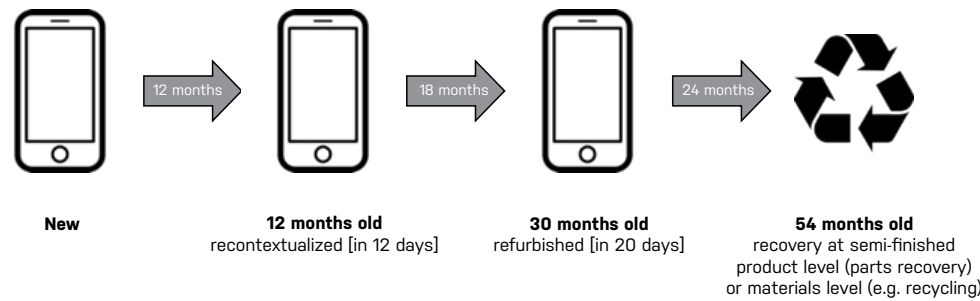 12 months
18 months
24 months
New
12 months old
recontextualized [in 12 days]
30 months old
refurbished [in 20 days]
54 months old
recovery at semi-finished
product level (parts recovery)
or materials level (e.g. recycling)